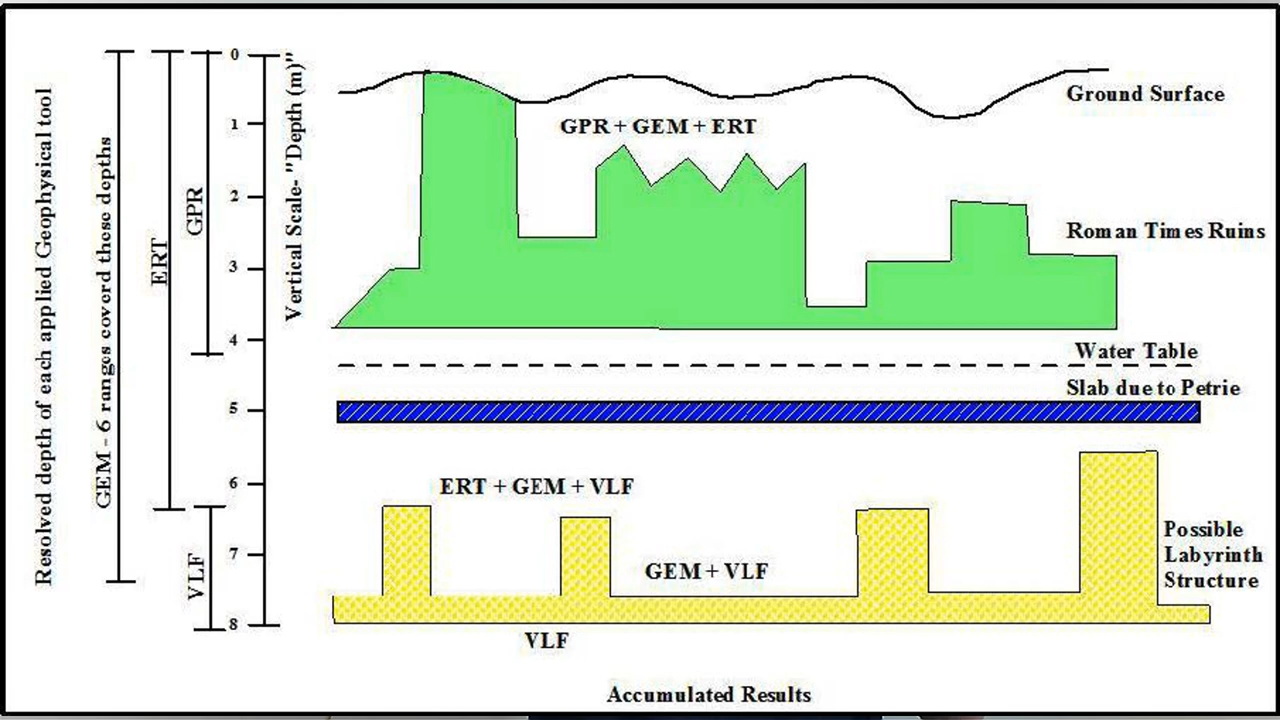 Resolved depth of each applied Geophysical tool
GEM - 6 ranges coverd these depths
ERT
GPR
VLF
Vertical Scale- "Depth (m)"
0
1
2
3
4
5
6
7
8
Ground Surface
GPR + GEM + ERT
Roman Times Ruins
Water Table
Slab due to Petrie
ERT + GEM + VLF
Possible
Labyrinth
Structure
GEM + VLF
VLF
Accumulated Results